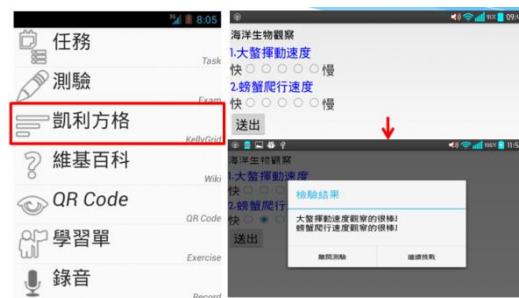 8:05
任務
Task
測驗
Exam
凱利方格
KellyGrid
維基百科
Wiki
QR Code
QR Code
學習單
Exercise
錄音
Record
海洋生物觀察
1.大螯揮動速度
快 慢
2.螃蟹爬行速度
快 慢
送出
海洋生物觀察
1.大螯揮動速度
快
2.螃蟹爬行
快
送出
檢驗結果
大螯揮動速度觀察的很棒!
螃蟹爬行速度觀察的很棒!
離開測驗
繼續挑戰